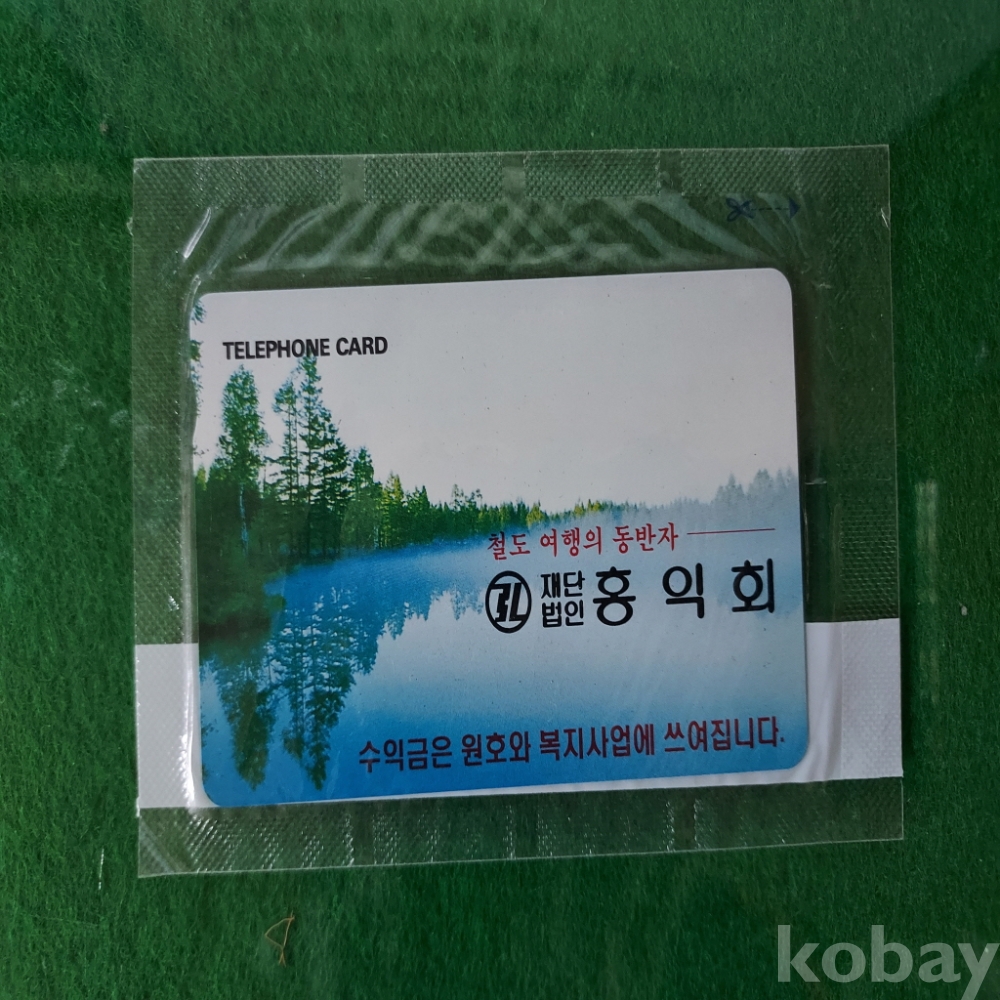 TELEPHONE CARD
철도 여행의 동반자
재단
법인 홍익회
수익금은 원호와 복지사업에 쓰여집니다.
kobay